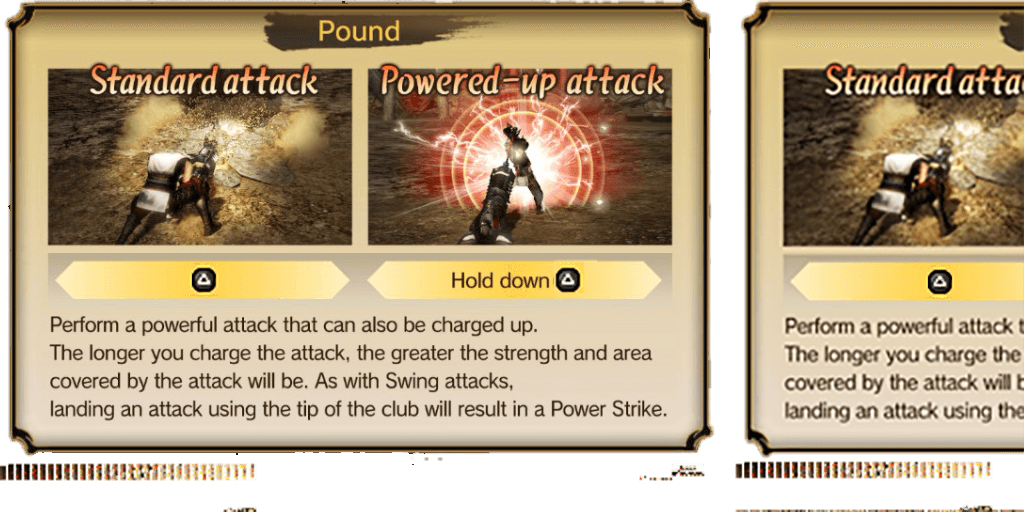 Pound
Standard attack
Powered-up attack
Hold down
Perform a powerful attack that can also be charged up.
The longer you charge the attack, the greater the strength and area
covered by the attack will be. As with Swing attacks,
landing an attack using the tip of the club will result in a Power Strike.
Standard
Perform a powerful attack
The longer you charge the
covered by the attack will
landing an attack using the